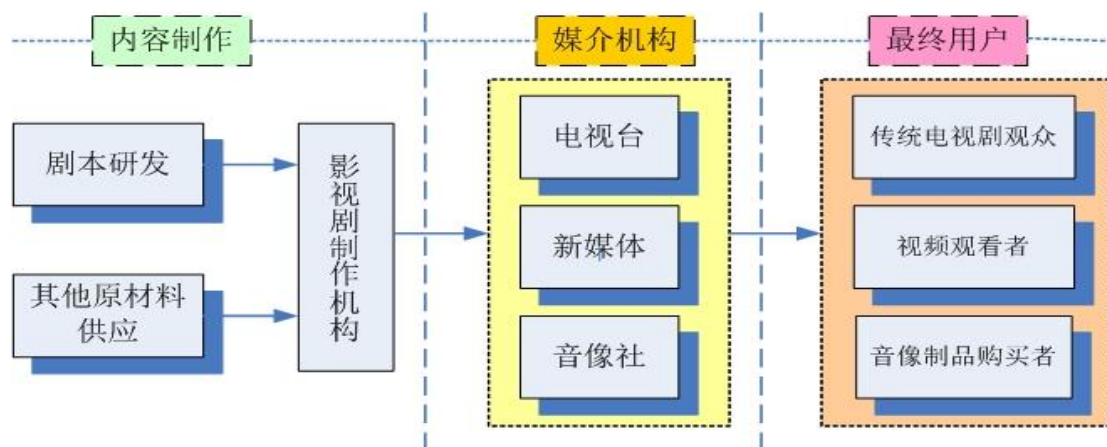 内容制作
媒介机构
最终用户
剧本研发
其他原材料
供应
影视剧制作机构
电视台
新媒体
音像社
传统电视剧观众
视频观看者
音像制品购买者